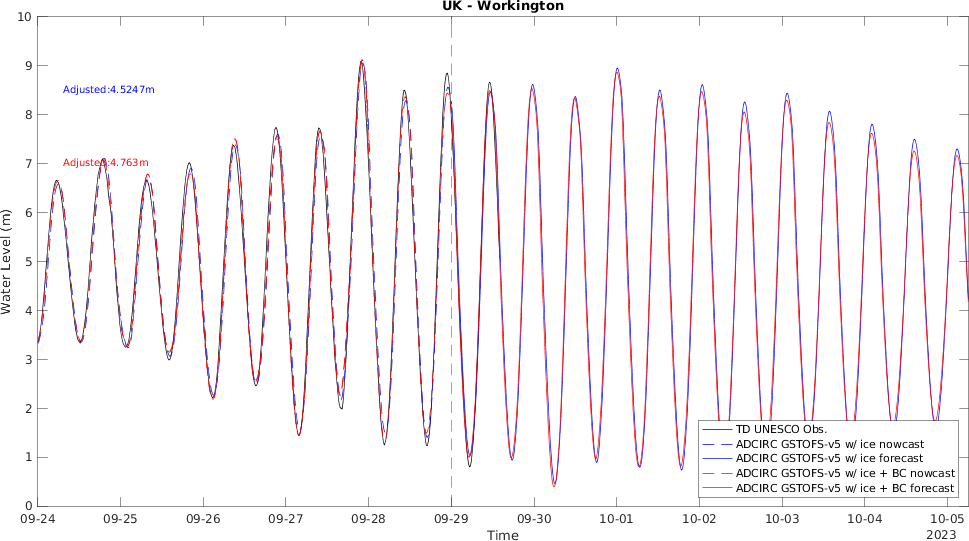 UK - Workington
10
9
8
7
6
5
4
3
2
1
0
Water Level (m)
Adjusted:4.5247m
Adjusted:4.763m
TD UNESCO Obs.
ADCIRC GSTOFS-v5 w/ ice nowcast
ADCIRC GSTOFS-v5 w/ ice forecast
ADCIRC GSTOFS-v5 w/ ice + BC nowcast
ADCIRC GSTOFS-v5 w/ ice + BC forecast
09-24 09-25 09-26 09-27 09-28 09-29 09-30 10-01 10-02 10-03 10-04 10-05
2023
Time